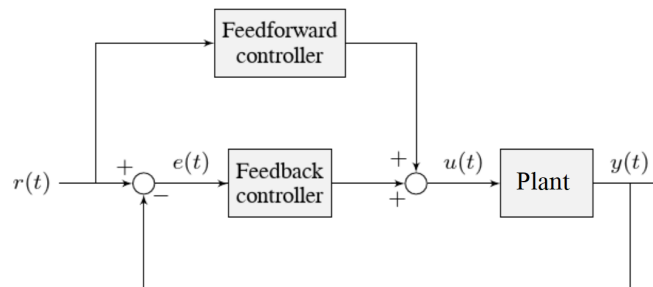 Feedforward
controller
r(t)
+
−
e(t)
Feedback
controller
+
+
u(t)
Plant
y(t)